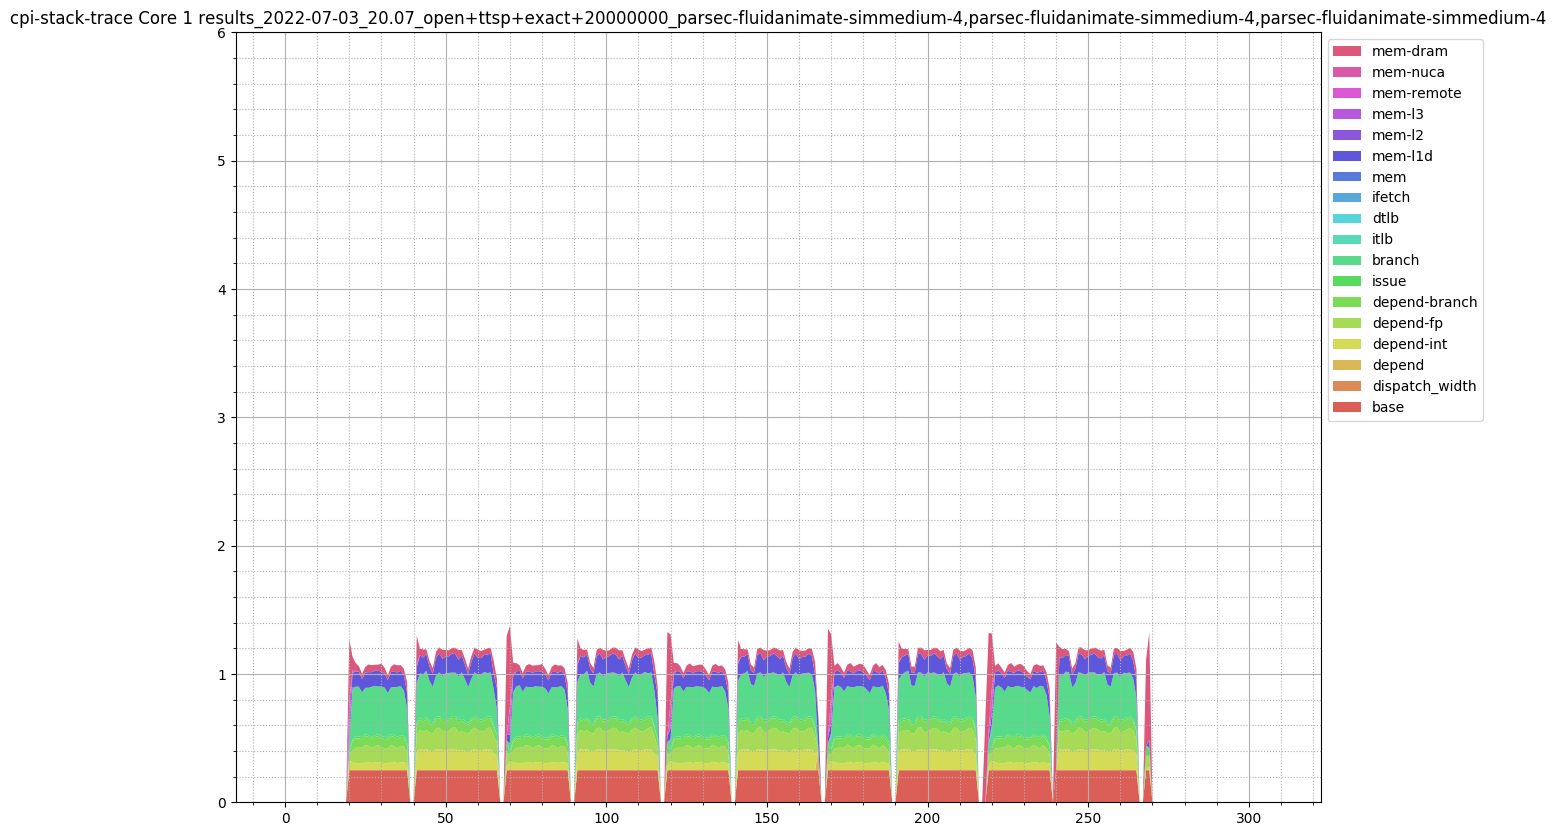 cpi-stack-trace Core 1 results_2022-07-03_20.07_open+ttsp+exact+20000000_parsec-fluidanimate-simmedium-4,parsec-fluidanimate-simmedium-4,parsec-fluidanimate-simmedium-4
6
5
4
3
2
1
0
0
50
100
150
200
250
300
mem-dram
mem-nuca
mem-remote
mem-l3
mem-l2
mem-l1d
mem
ifetch
dtlb
itlb
branch
issue
depend-branch
depend-fp
depend-int
depend
dispatch_width
base